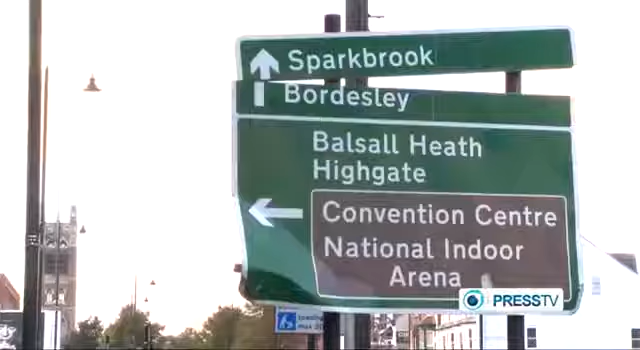 Sparkbrook
Bordesley
Balsall Heath
Highgate
Convention Centre
National Indoor
Arena
PRESSTV